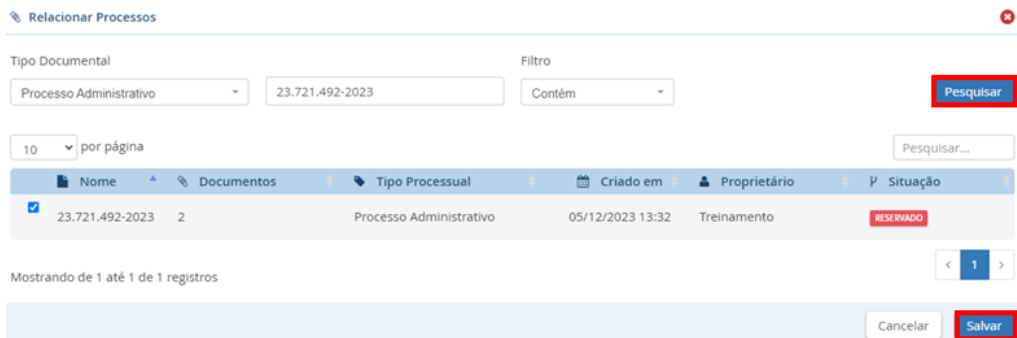 Relacionar Processos
Tipo Documental
Filtro
Processo Administrativo
23.721.492-2023
Contém
Pesquisar
10 por página
Pesquisar...
Nome Documentos Tipo Processual Criado em Proprietário Situação
23.721.492-2023 2 Processo Administrativo 05/12/2023 13:32 Treinamento RESERVADO
< 1 >
Mostrando de 1 até 1 de 1 registros
Cancelar Salvar